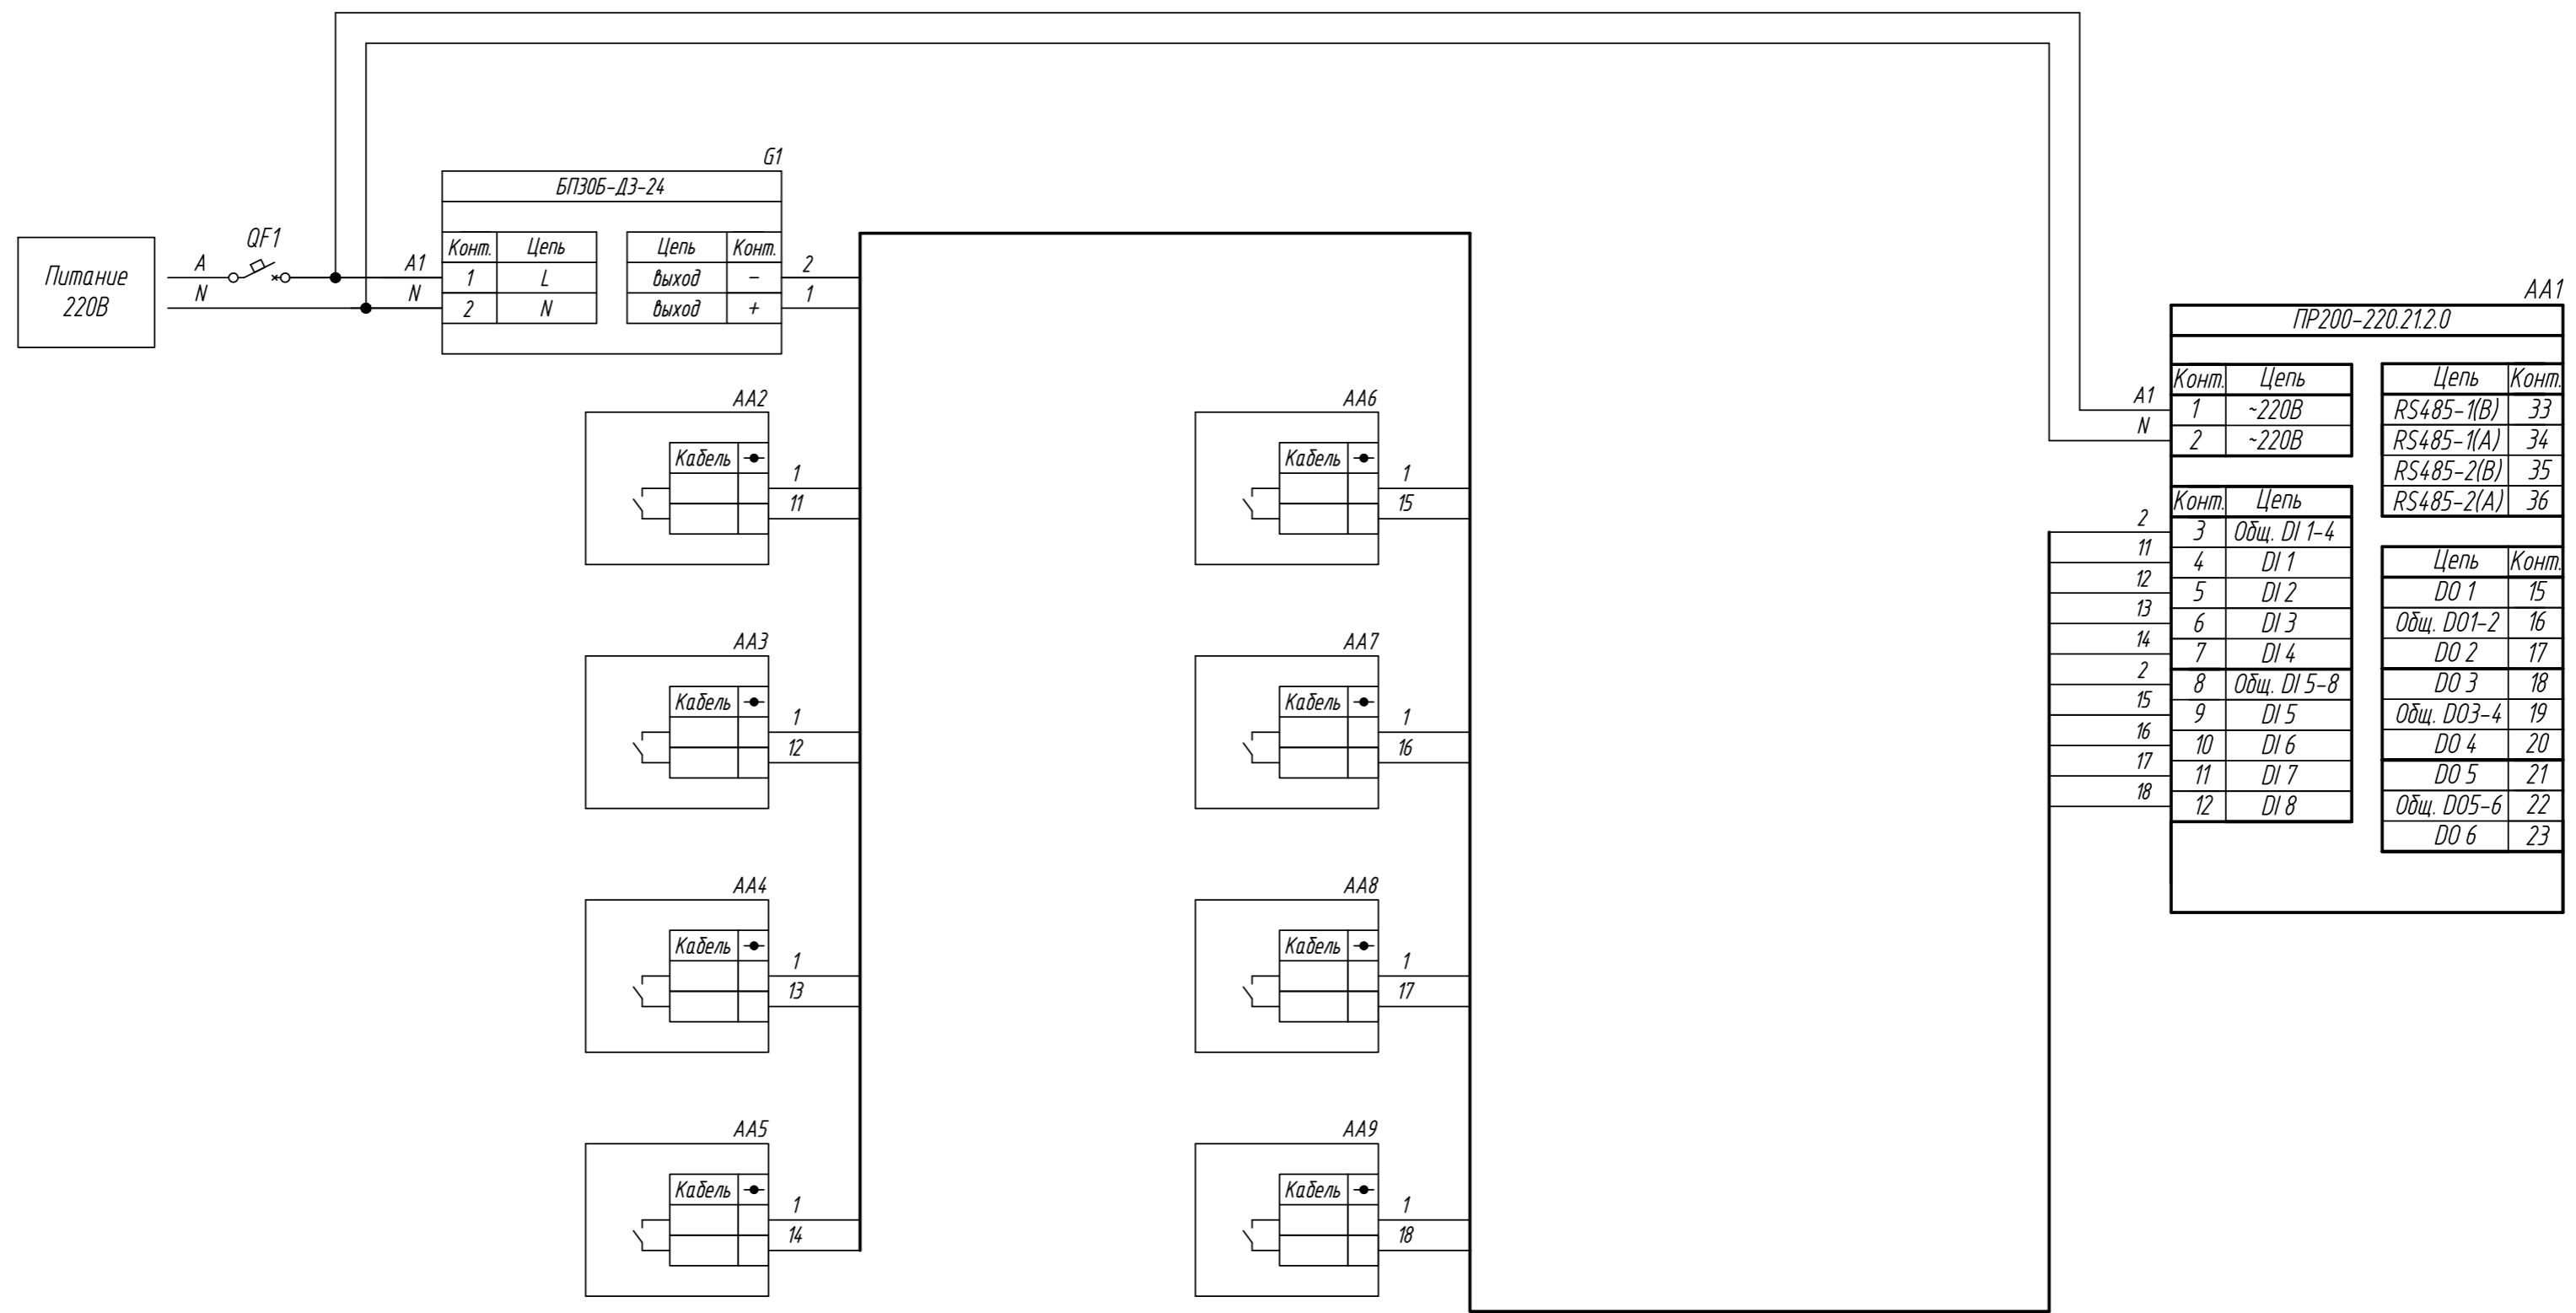 G1
БП30Б-Д3-24
QF1
Питание
220В
A
N
A1
N
Конт. Цепь
1 L
2 N
Цепь Конт.
выход -
выход +
2
1
AA2
Кабель
1
11
AA3
Кабель
1
12
AA4
Кабель
1
13
AA5
Кабель
1
14
AA6
Кабель
1
15
AA7
Кабель
1
16
AA8
Кабель
1
17
AA9
Кабель
1
18
AA1
ПР200-220.21.2.0
A1
N
Конт. Цепь
1 ~220В
2 ~220В
2
11
12
13
14
2
15
16
17
18
Конт. Цепь
3 Общ. DI 1-4
4 DI 1
5 DI 2
6 DI 3
7 DI 4
8 Общ. DI 5-8
9 DI 5
10 DI 6
11 DI 7
12 DI 8
Цепь Конт.
RS485-1(B) 33
RS485-1(A) 34
RS485-2(B) 35
RS485-2(A) 36
Цепь Конт.
DO 1 15
Общ. DO1-2 16
DO 2 17
DO 3 18
Общ. DO3-4 19
DO 4 20
DO 5 21
Общ. DO5-6 22
DO 6 23